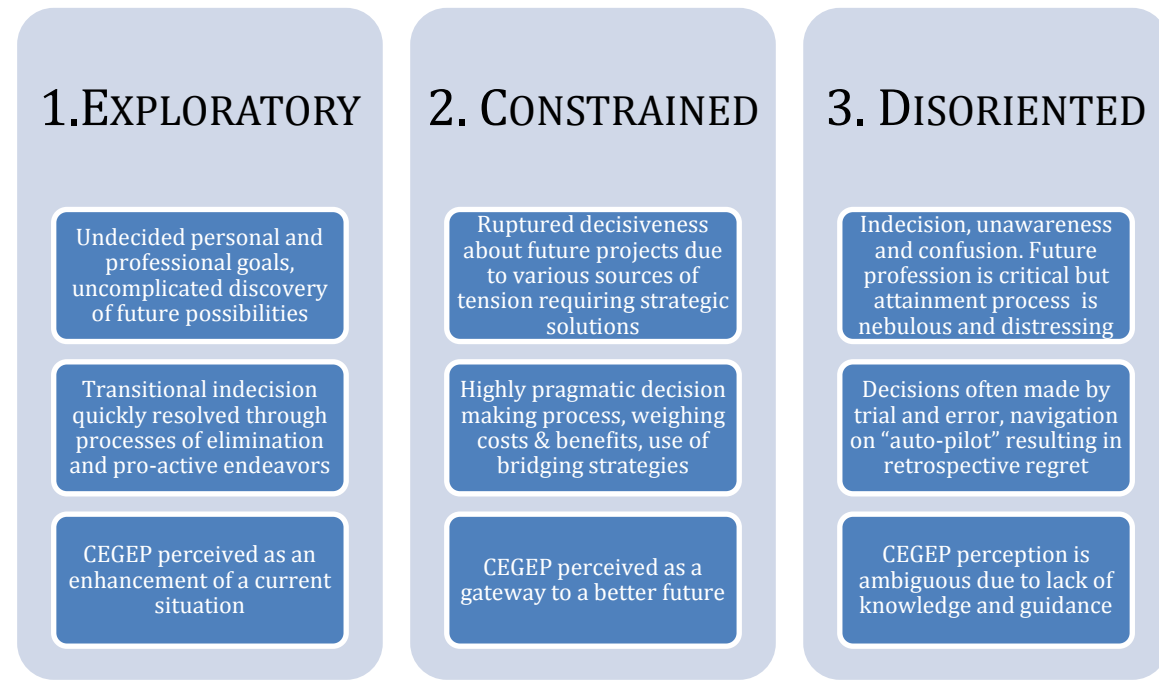 1.EXPLORATORY
Undecided personal and
professional goals,
uncomplicated discovery
of future possibilities
Transitional indecision
quickly resolved through
processes of elimination
and pro-active endeavors
CEGEP perceived as an
enhancement of a current
situation
2. CONSTRAINED
Ruptured decisiveness
about future projects due
to various sources of
tension requiring strategic
solutions
Highly pragmatic decision
making process, weighing
costs & benefits, use of
bridging strategies
CEGEP perceived as a
gateway to a better future
3. DISORIENTED
Indecision, unawareness
and confusion. Future
profession is critical but
attainment process is
nebulous and distressing
Decisions often made by
trial and error, navigation
on “auto-pilot” resulting in
retrospective regret
CEGEP perception is
ambiguous due to lack of
knowledge and guidance